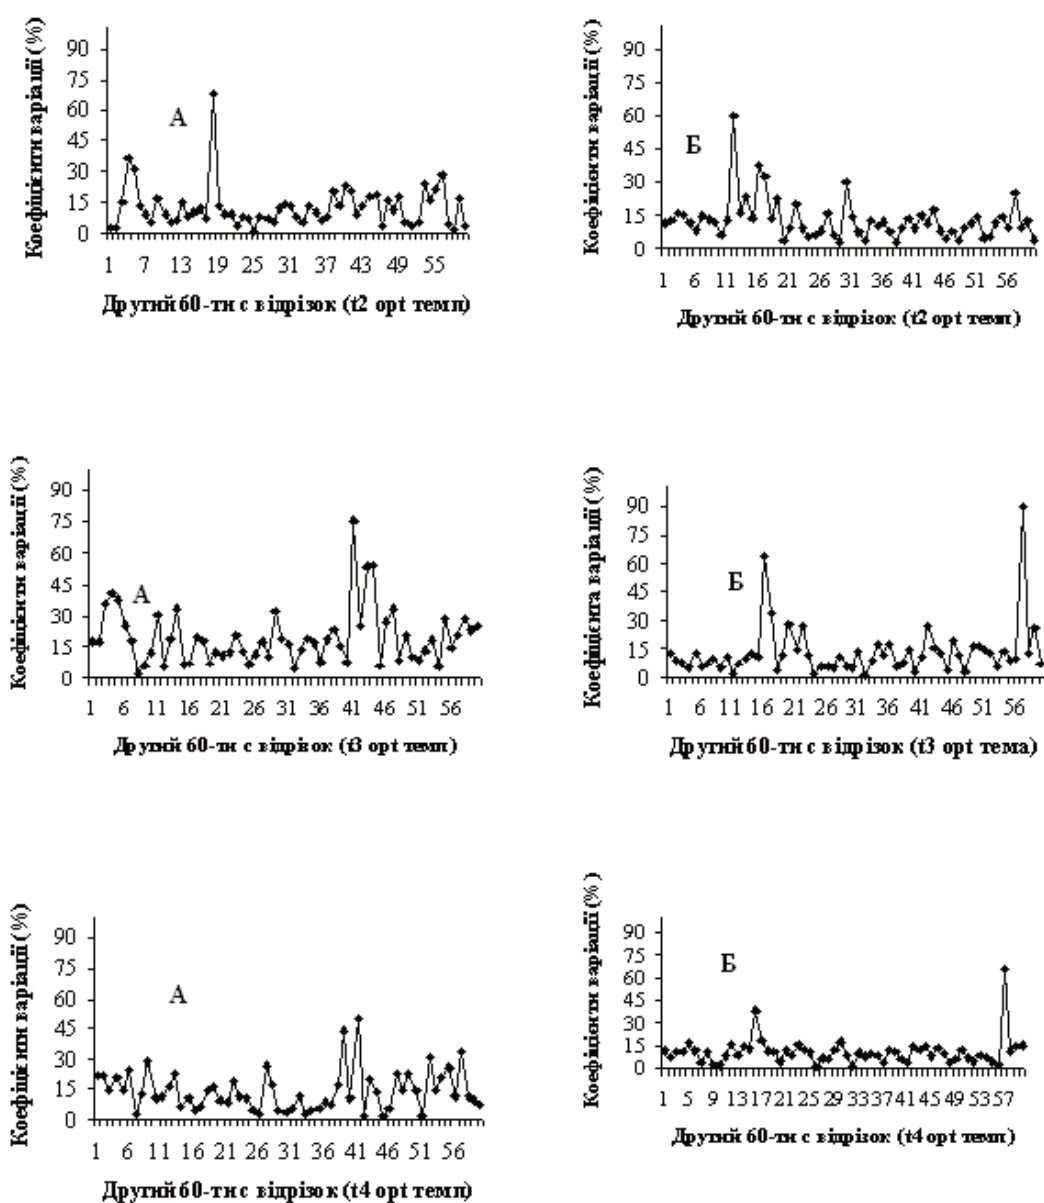 Коефіцієнти варіації (%)
90
75
60
45
30
15
0
А
1 7 13 19 25 31 37 43 49 55
Другий 60-ти с відрізок (t2 opt темп)
Коефіцієнти варіації (%)
90
75
60
45
30
15
0
Б
1 6 11 16 21 26 31 36 41 46 51 56
Другий 60-ти с відрізок (t2 opt темп)
Коефіцієнти варіації (%)
90
75
60
45
30
15
0
А
1 6 11 16 21 26 31 36 41 46 51 56
Другий 60-ти с відрізок (t3 opt темп)
Коефіцієнта варіації (%)
90
75
60
45
30
15
0
Б
1 6 11 16 21 26 31 36 41 46 51 56
Другий 60-ти с відрізок (t3 opt тема)
Коефіцієнти варіації (%)
90
75
60
45
30
15
0
А
1 6 11 16 21 26 31 36 41 46 51 56
Другий 60-ти с відрізок (t4 opt темп)
Коефіцієнти варіації (%)
90
75
60
45
30
15
0
Б
1 5 9 13 17 21 25 29 33 37 41 45 49 53 57
Другий 60-ти с відрізок (t4 opt темп)